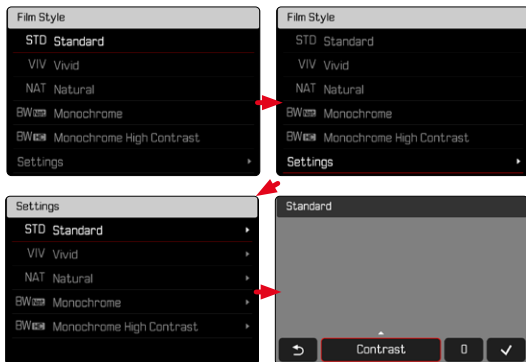 Film Style
STD Standard
VIV Vivid
NAT Natural
BW Monochrome
BW Monochrome High Contrast
Settings
Film Style
STD Standard
VIV Vivid
NAT Natural
BW Monochrome
BW Monochrome High Contrast
Settings
Settings
STD Standard
VIV Vivid
NAT Natural
BW Monochrome
BW Monochrome High Contrast
Standard
Contrast 0